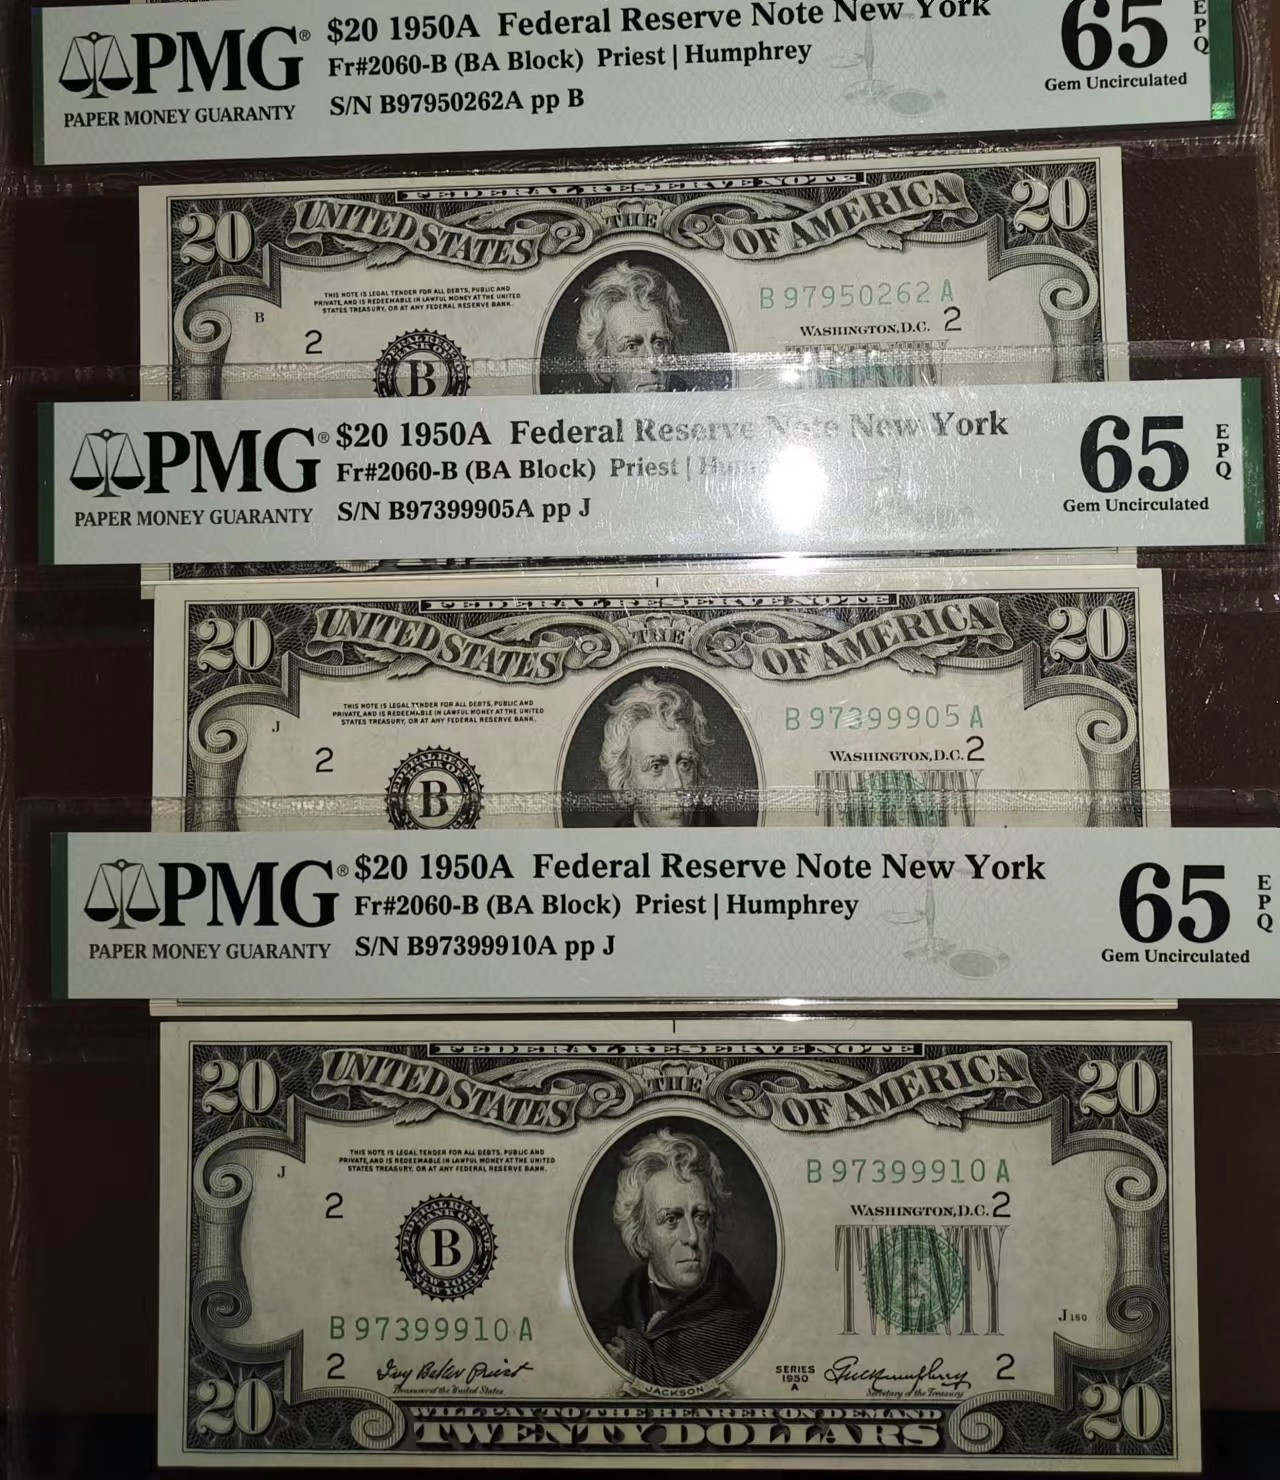 PMG®
PAPER MONEY GUARANTY
$20 1950A Federal Reserve Note New York
Fr#2060-B (BA Block) Priest | Humphrey
S/N B97950262A pp B
65 EPQ
Gem Uncirculated
FEDERAL RESERVE NOTE
20 UNITED STATES THE OF AMERICA 20
THIS NOTE IS LEGAL TENDER FOR ALL DEBTS, PUBLIC AND
PRIVATE, AND IS REDEEMABLE IN LAWFUL MONEY AT THE UNITED
STATES TREASURY, OR AT ANY FEDERAL RESERVE BANK.
B 97950262 A
B
WASHINGTON, D.C. 2
2
B
PMG®
PAPER MONEY GUARANTY
$20 1950A Federal Reserve Note New York
Fr#2060-B (BA Block) Priest |
S/N B97399905A pp J
65 EPQ
Gem Uncirculated
FEDERAL RESERVE NOTE
20 UNITED STATES THE OF AMERICA 20
THIS NOTE IS LEGAL TENDER FOR ALL DEBTS, PUBLIC AND
PRIVATE, AND IS REDEEMABLE IN LAWFUL MONEY AT THE UNITED
STATES TREASURY, OR AT ANY FEDERAL RESERVE BANK.
B 97399905 A
J
WASHINGTON, D.C. 2
2
B
PMG®
PAPER MONEY GUARANTY
$20 1950A Federal Reserve Note New York
Fr#2060-B (BA Block) Priest | Humphrey
S/N B97399910A pp J
65 EPQ
Gem Uncirculated
FEDERAL RESERVE NOTE
20 UNITED STATES THE OF AMERICA 20
THIS NOTE IS LEGAL TENDER FOR ALL DEBTS, PUBLIC AND
PRIVATE, AND IS REDEEMABLE IN LAWFUL MONEY AT THE UNITED
STATES TREASURY, OR AT ANY FEDERAL RESERVE BANK.
J
B 97399910 A
2
WASHINGTON, D.C. 2
FEDERAL RESERVE BANK OF NEW YORK
B
J 150
B 97399910 A
2 Ivy Baker Priest
Treasurer of the United States
SERIES
1950
A
G.M. Humphrey 2
Secretary of the Treasury
JACKSON
WILL PAY TO THE BEARER ON DEMAND
20 TWENTY DOLLARS 20